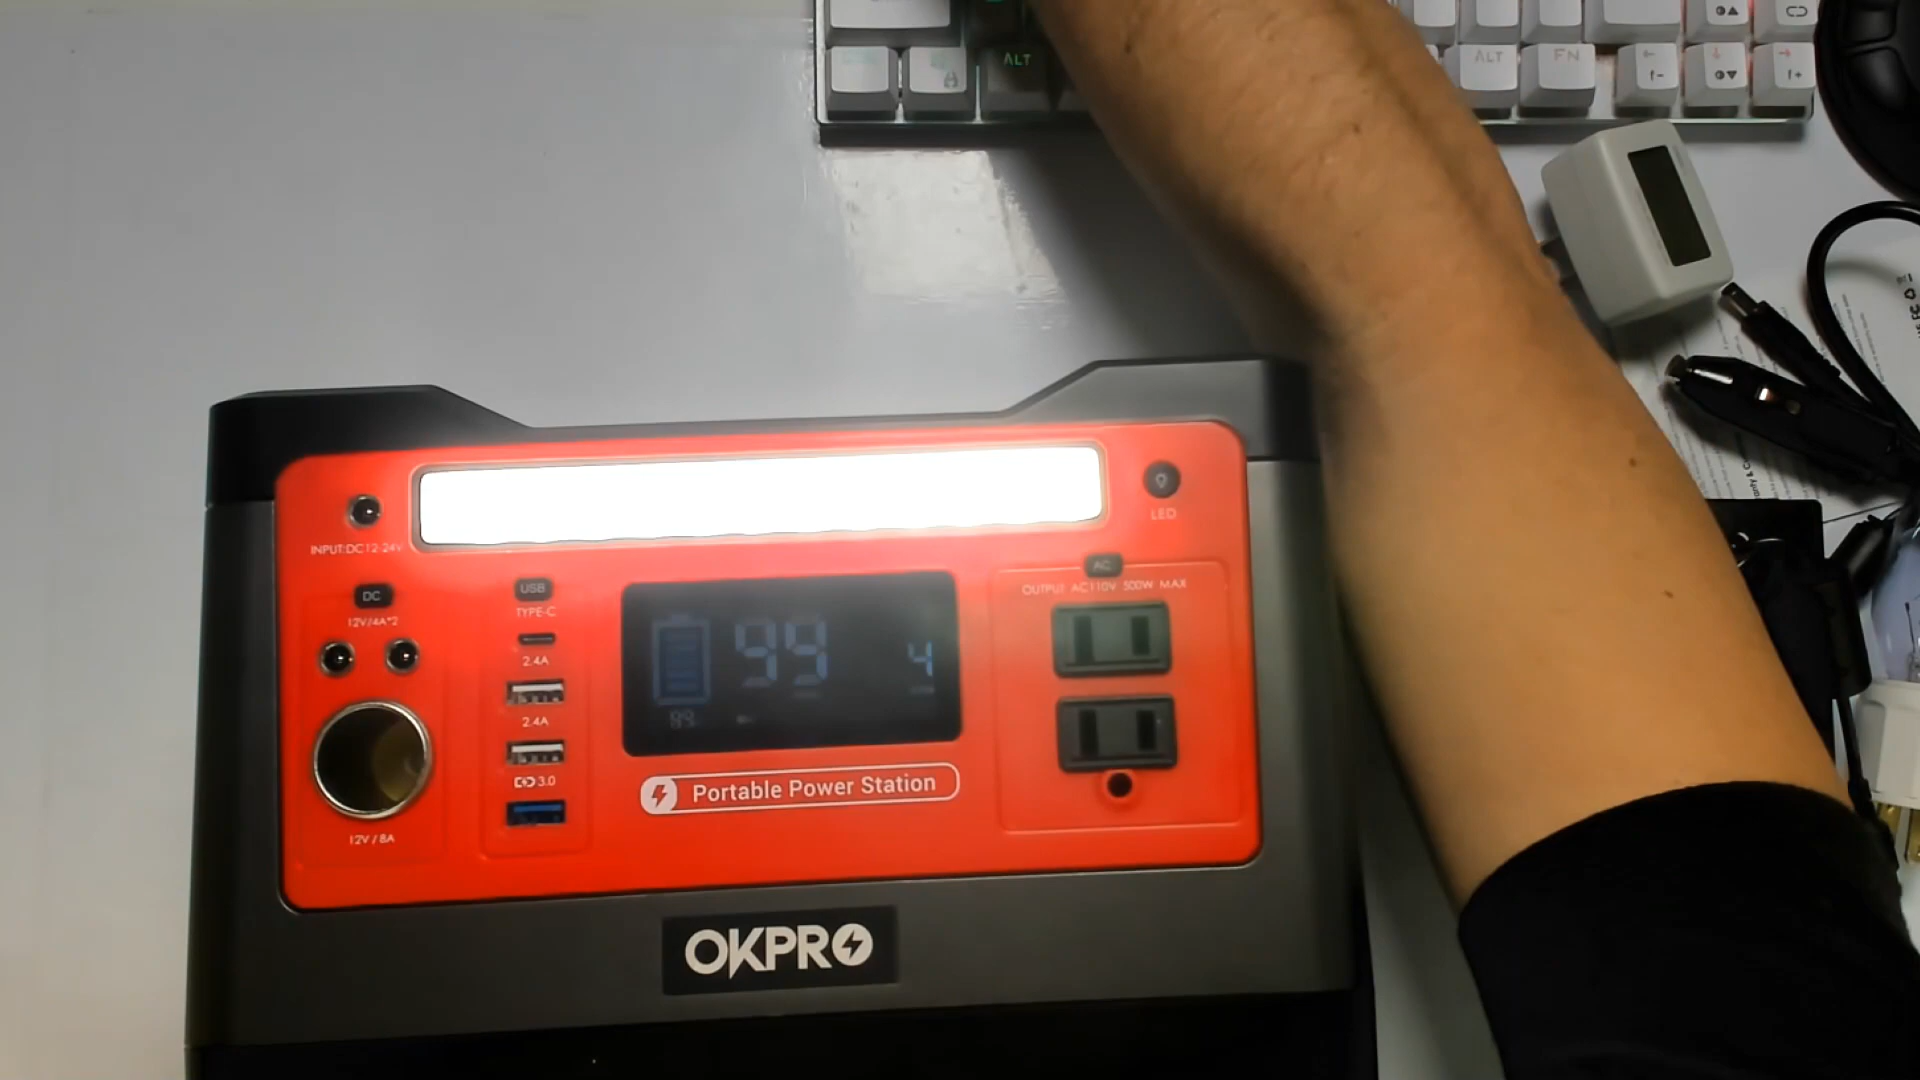 ALT
ALT
FN
f-
f+
LED
INPUT:DC12-24V
DC
12V/4A*2
USB
TYPE-C
2.4A
2.4A
3.0
12V / 8A
99
4
AC
OUTPUT AC110V 500W MAX
Portable Power Station
OKPRO